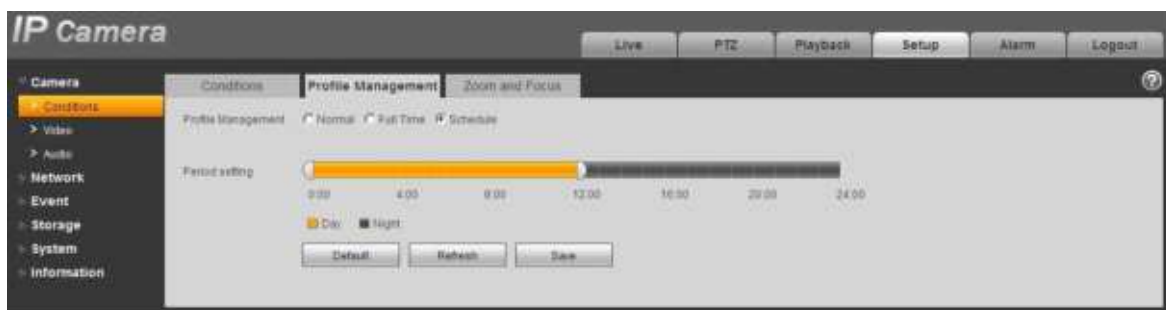 IP Camera
Live PTZ Playback Setup Alarm Logout
Camera
Conditions
Video
Audio
Network
Event
Storage
System
Information
Conditions Profile Management Zoom and Focus
Profile Management Normal Full Time Schedule
Period setting
0:00 4:00 8:00 12:00 16:00 20:00 24:00
Day Night
Default Refresh Save